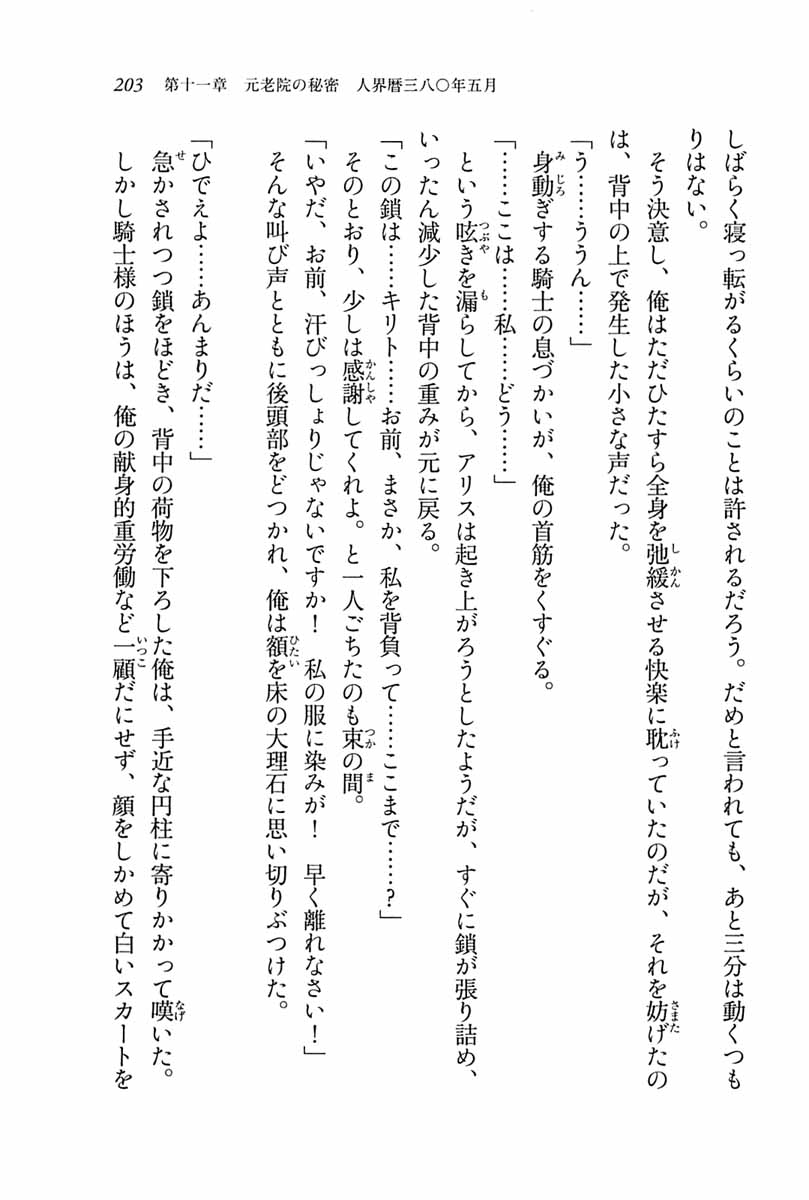 203　第十一章　元老院の秘密　人界暦三八〇年五月
しばらく寝っ転がるくらいのことは許されるだろう。だめと言われても、あと三分は動くつも
りはない。
　そう決意し、俺はただひたすら全身を弛緩させる快楽に耽っていたのだが、それを妨げたの
は、背中の上で発生した小さな声だった。
「う……ううん……」
　身動ぎする騎士の息づかいが、俺の首筋をくすぐる。
「……ここは……私……どう……」
　という呟きを漏らしてから、アリスは起き上がろうとしたようだが、すぐに鎖が張り詰め、
いったん減少した背中の重みが元に戻る。
「この鎖は……キリト……お前、まさか、私を背負って……ここまで……？」
　そのとおり、少しは感謝してくれよ。と一人ごちたのも束の間。
「いやだ、お前、汗びっしょりじゃないですか！　私の服に染みが！　早く離れなさい！」
　そんな叫び声とともに後頭部をどつかれ、俺は額を床の大理石に思い切りぶつけた。
「ひでえよ……あんまりだ……」
　急かされつつ鎖をほどき、背中の荷物を下ろした俺は、手近な円柱に寄りかかって嘆いた。
　しかし騎士様のほうは、俺の献身的重労働など一顧だにせず、顔をしかめて白いスカートを